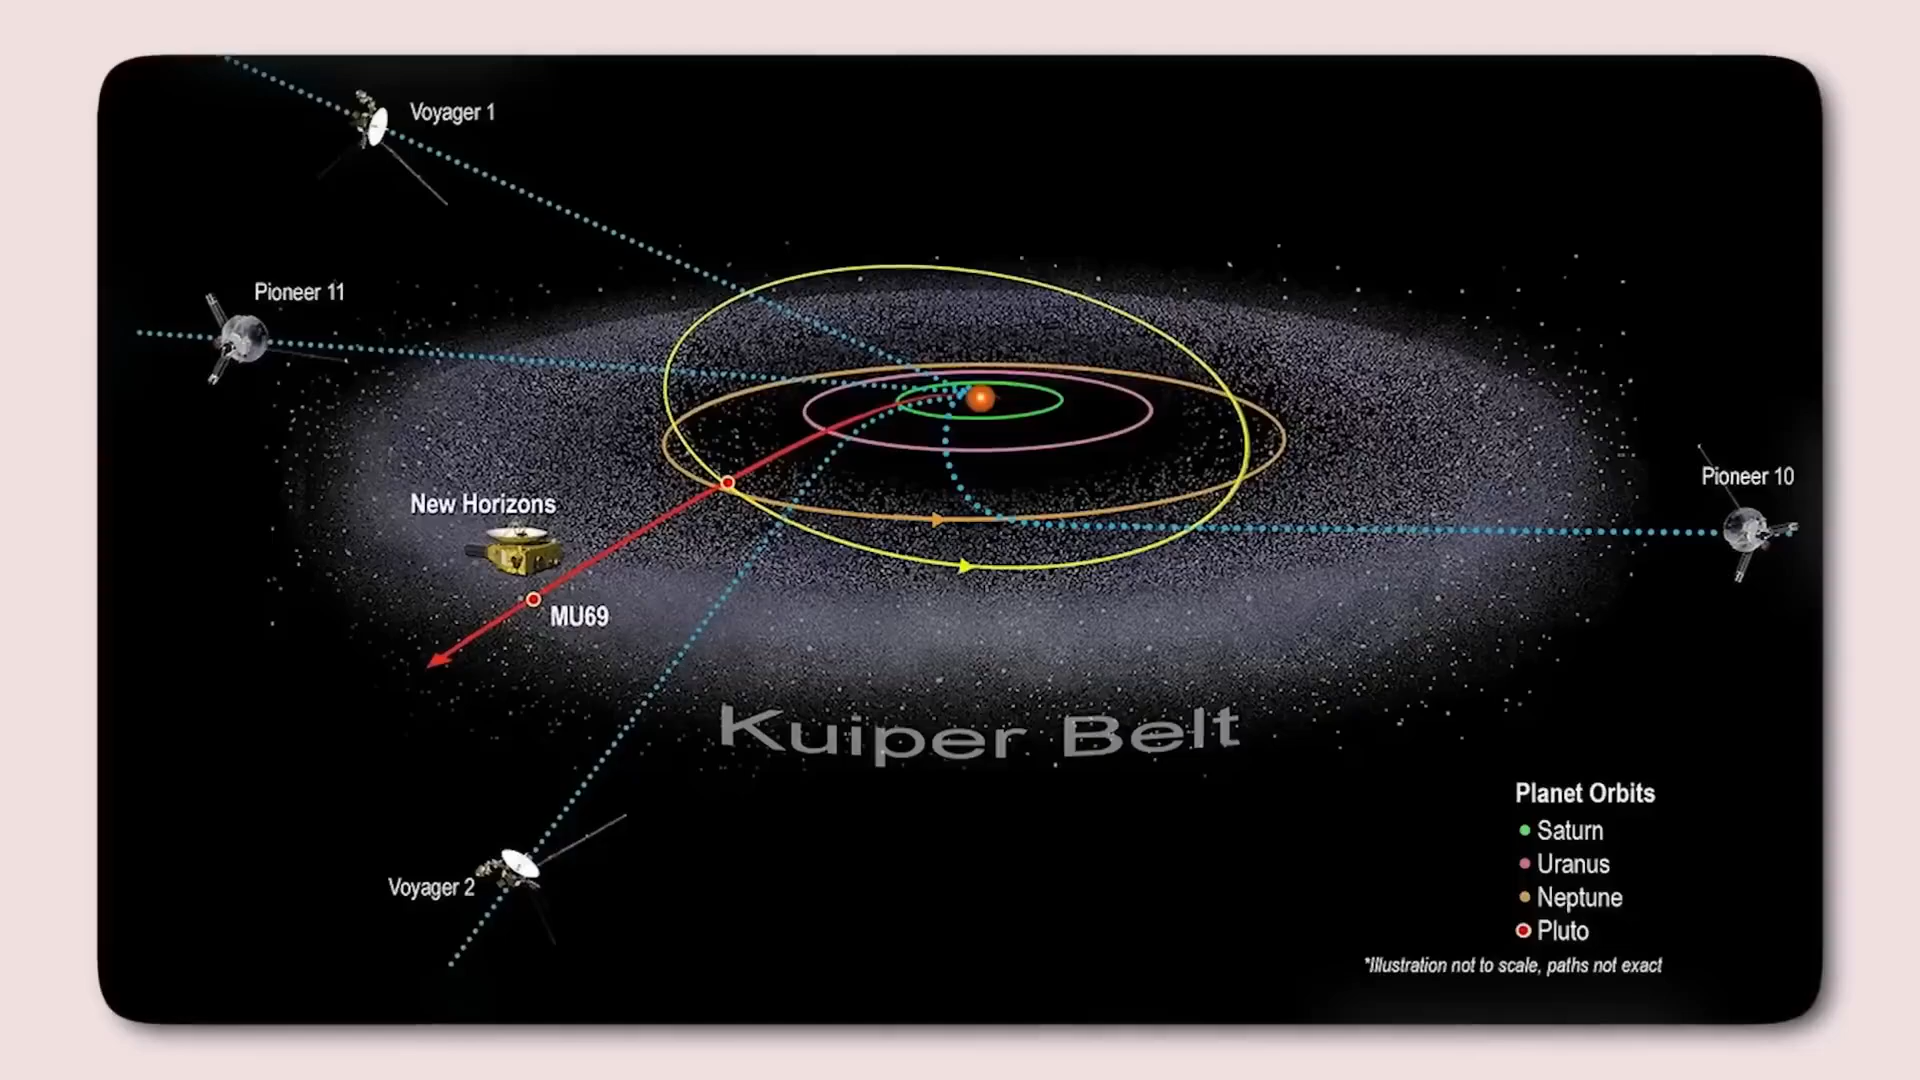 Voyager 1
Pioneer 11
Pioneer 10
New Horizons
MU69
Kuiper Belt
Voyager 2
Planet Orbits
Saturn
Uranus
Neptune
Pluto
*Illustration not to scale, paths not exact